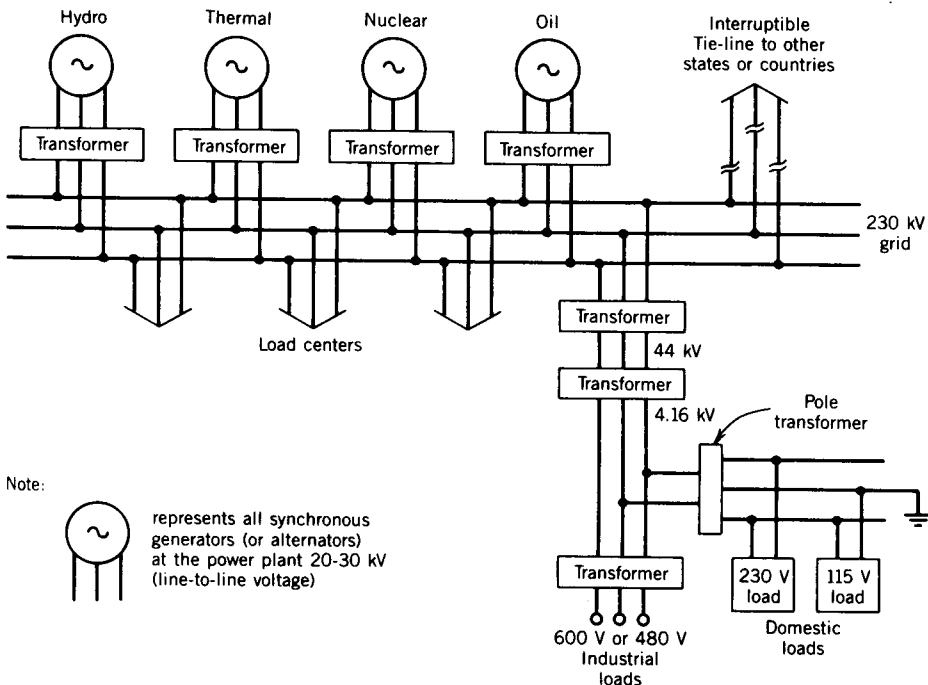 Hydro
Thermal
Nuclear
Oil
Interruptible
Tie-line to other
states or countries
Transformer
Transformer
Transformer
Transformer
230 kV
grid
Load centers
Transformer
44 kV
Transformer
4.16 kV
Pole
transformer
Note:
represents all synchronous
generators (or alternators)
at the power plant 20-30 kV
(line-to-line voltage)
Transformer
230 V
load
115 V
load
600 V or 480 V
Industrial
loads
Domestic
loads